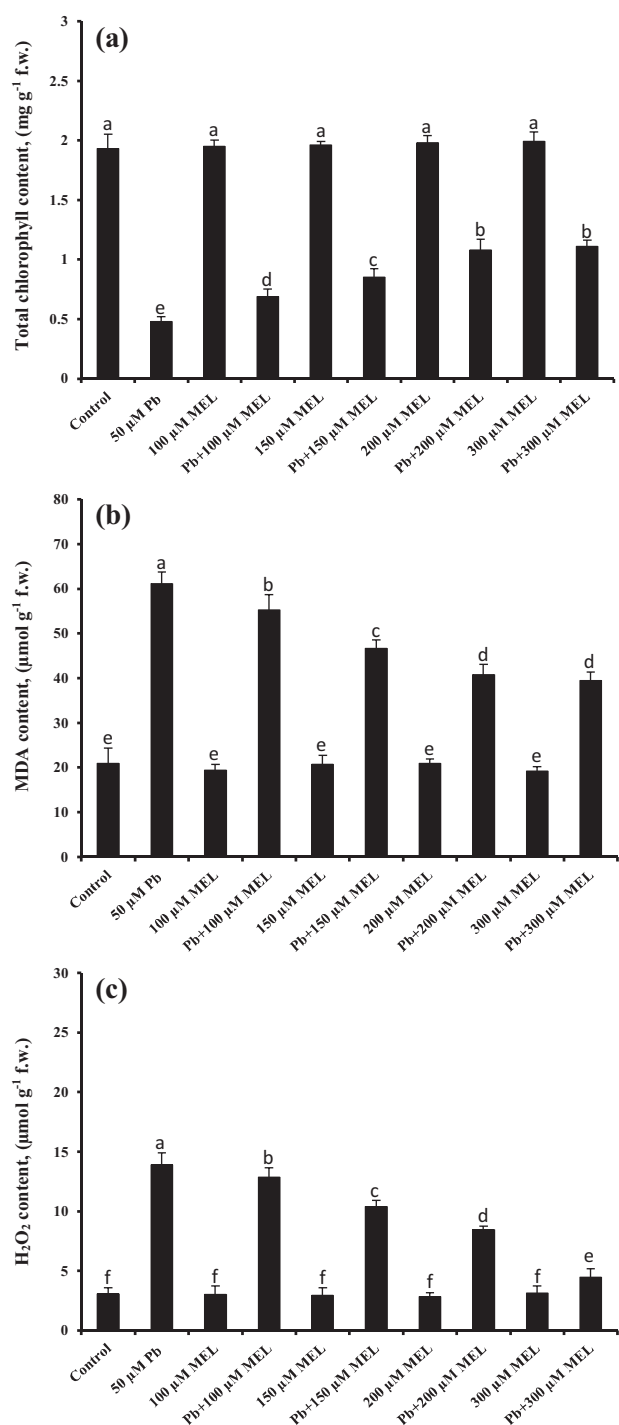 (a)
Total chlorophyll content, (mg g⁻¹ f.w.)
3
2.5
2
1.5
1
0.5
0
a
e
a
d
a
c
a
b
a
b
Control
50 µM Pb
100 µM MEL
Pb+100 µM MEL
150 µM MEL
Pb+150 µM MEL
200 µM MEL
Pb+200 µM MEL
300 µM MEL
Pb+300 µM MEL
(b)
MDA content, (µmol g⁻¹ f.w.)
80
70
60
50
40
30
20
10
0
e
a
e
b
e
c
e
d
e
d
Control
50 µM Pb
100 µM MEL
Pb+100 µM MEL
150 µM MEL
Pb+150 µM MEL
200 µM MEL
Pb+200 µM MEL
300 µM MEL
Pb+300 µM MEL
(c)
H₂O₂ content, (µmol g⁻¹ f.w.)
30
25
20
15
10
5
0
f
a
f
b
f
c
f
d
f
e
Control
50 µM Pb
100 µM MEL
Pb+100 µM MEL
150 µM MEL
Pb+150 µM MEL
200 µM MEL
Pb+200 µM MEL
300 µM MEL
Pb+300 µM MEL